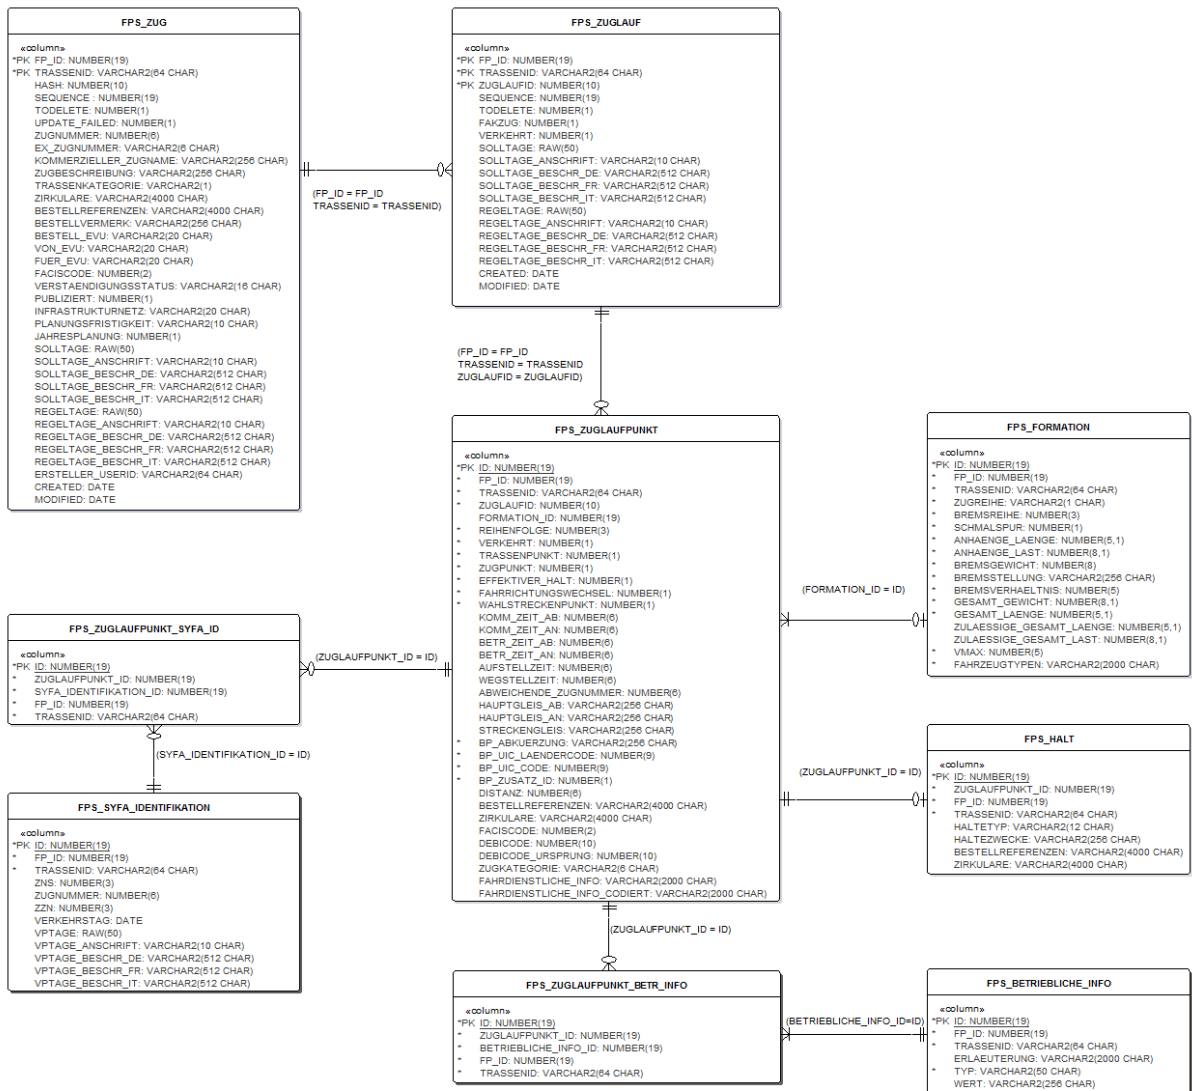 FPS_ZUG
«column»
*PK FP_ID: NUMBER(19)
*PK TRASSENID: VARCHAR2(64 CHAR)
HASH: NUMBER(10)
SEQUENCE : NUMBER(19)
TODELETE: NUMBER(1)
UPDATE_FAILED: NUMBER(1)
ZUGNUMMER: NUMBER(6)
EX_ZUGNUMMER: VARCHAR2(6 CHAR)
KOMMERZIELLER_ZUGNAME: VARCHAR2(256 CHAR)
ZUGBESCHREIBUNG: VARCHAR2(256 CHAR)
TRASSENKATEGORIE: VARCHAR2(1)
ZIRKULARE: VARCHAR2(4000 CHAR)
BESTELLREFERENZEN: VARCHAR2(4000 CHAR)
BESTELLVERMERK: VARCHAR2(256 CHAR)
BESTELL_EVU: VARCHAR2(20 CHAR)
VON_EVU: VARCHAR2(20 CHAR)
FUER_EVU: VARCHAR2(20 CHAR)
FACISCODE: NUMBER(2)
VERSTAENDIGUNGSSTATUS: VARCHAR2(16 CHAR)
PUBLIZIERT: NUMBER(1)
INFRASTRUKTURNETZ: VARCHAR2(20 CHAR)
PLANUNGSFRISTIGKEIT: VARCHAR2(10 CHAR)
JAHRESPLANUNG: NUMBER(1)
SOLLTAGE: RAW(50)
SOLLTAGE_ANSCHRIFT: VARCHAR2(10 CHAR)
SOLLTAGE_BESCHR_DE: VARCHAR2(512 CHAR)
SOLLTAGE_BESCHR_FR: VARCHAR2(512 CHAR)
SOLLTAGE_BESCHR_IT: VARCHAR2(512 CHAR)
REGELTAGE: RAW(50)
REGELTAGE_ANSCHRIFT: VARCHAR2(10 CHAR)
REGELTAGE_BESCHR_DE: VARCHAR2(512 CHAR)
REGELTAGE_BESCHR_FR: VARCHAR2(512 CHAR)
REGELTAGE_BESCHR_IT: VARCHAR2(512 CHAR)
ERSTELLER_USERID: VARCHAR2(64 CHAR)
CREATED: DATE
MODIFIED: DATE
(FP_ID = FP_ID
TRASSENID = TRASSENID)
FPS_ZUGLAUF
«column»
*PK FP_ID: NUMBER(19)
*PK TRASSENID: VARCHAR2(64 CHAR)
*PK ZUGLAUFID: NUMBER(10)
SEQUENCE: NUMBER(19)
TODELETE: NUMBER(1)
FAKZUG: NUMBER(1)
VERKEHRT: NUMBER(1)
SOLLTAGE: RAW(50)
SOLLTAGE_ANSCHRIFT: VARCHAR2(10 CHAR)
SOLLTAGE_BESCHR_DE: VARCHAR2(512 CHAR)
SOLLTAGE_BESCHR_FR: VARCHAR2(512 CHAR)
SOLLTAGE_BESCHR_IT: VARCHAR2(512 CHAR)
REGELTAGE: RAW(50)
REGELTAGE_ANSCHRIFT: VARCHAR2(10 CHAR)
REGELTAGE_BESCHR_DE: VARCHAR2(512 CHAR)
REGELTAGE_BESCHR_FR: VARCHAR2(512 CHAR)
REGELTAGE_BESCHR_IT: VARCHAR2(512 CHAR)
CREATED: DATE
MODIFIED: DATE
(FP_ID = FP_ID
TRASSENID = TRASSENID
ZUGLAUFID = ZUGLAUFID)
FPS_ZUGLAUFPUNKT
«column»
*PK ID: NUMBER(19)
* FP_ID: NUMBER(19)
* TRASSENID: VARCHAR2(64 CHAR)
* ZUGLAUFID: NUMBER(10)
FORMATION_ID: NUMBER(19)
* REIHENFOLGE: NUMBER(3)
* VERKEHRT: NUMBER(1)
* TRASSENPUNKT: NUMBER(1)
* ZUGPUNKT: NUMBER(1)
* EFFEKTIVER_HALT: NUMBER(1)
* FAHRRICHTUNGSWECHSEL: NUMBER(1)
* WAHLSTRECKENPUNKT: NUMBER(1)
KOMM_ZEIT_AB: NUMBER(6)
KOMM_ZEIT_AN: NUMBER(6)
BETR_ZEIT_AB: NUMBER(6)
BETR_ZEIT_AN: NUMBER(6)
AUFSTELLZEIT: NUMBER(6)
WEGSTELLZEIT: NUMBER(6)
ABWEICHENDE_ZUGNUMMER: NUMBER(6)
HAUPTGLEIS_AB: VARCHAR2(256 CHAR)
HAUPTGLEIS_AN: VARCHAR2(256 CHAR)
STRECKENGLEIS: VARCHAR2(256 CHAR)
* BP_ABKUERZUNG: VARCHAR2(256 CHAR)
* BP_UIC_LAENDERCODE: NUMBER(9)
* BP_UIC_CODE: NUMBER(9)
* BP_ZUSATZ_ID: NUMBER(1)
DISTANZ: NUMBER(6)
BESTELLREFERENZEN: VARCHAR2(4000 CHAR)
ZIRKULARE: VARCHAR2(4000 CHAR)
FACISCODE: NUMBER(2)
DEBICODE: NUMBER(10)
DEBICODE_URSPRUNG: NUMBER(10)
ZUGKATEGORIE: VARCHAR2(6 CHAR)
FAHRDIENSTLICHE_INFO: VARCHAR2(2000 CHAR)
FAHRDIENSTLICHE_INFO_CODIERT: VARCHAR2(2000 CHAR)
(FORMATION_ID = ID)
FPS_FORMATION
«column»
*PK ID: NUMBER(19)
* FP_ID: NUMBER(19)
* TRASSENID: VARCHAR2(64 CHAR)
* ZUGREIHE: VARCHAR2(1 CHAR)
* BREMSREIHE: NUMBER(3)
* SCHMALSPUR: NUMBER(1)
* ANHAENGE_LAENGE: NUMBER(5,1)
* ANHAENGE_LAST: NUMBER(8,1)
* BREMSGEWICHT: NUMBER(8)
* BREMSSTELLUNG: VARCHAR2(256 CHAR)
* BREMSVERHAELTNIS: NUMBER(5)
* GESAMT_GEWICHT: NUMBER(8,1)
* GESAMT_LAENGE: NUMBER(5,1)
ZULAESSIGE_GESAMT_LAENGE: NUMBER(5,1)
ZULAESSIGE_GESAMT_LAST: NUMBER(8,1)
* VMAX: NUMBER(5)
* FAHRZEUGTYPEN: VARCHAR2(2000 CHAR)
FPS_ZUGLAUFPUNKT_SYFA_ID
«column»
*PK ID: NUMBER(19)
* ZUGLAUFPUNKT_ID: NUMBER(19)
* SYFA_IDENTIFIKATION_ID: NUMBER(19)
* FP_ID: NUMBER(19)
* TRASSENID: VARCHAR2(64 CHAR)
(ZUGLAUFPUNKT_ID = ID)
(SYFA_IDENTIFIKATION_ID = ID)
FPS_SYFA_IDENTIFIKATION
«column»
*PK ID: NUMBER(19)
* FP_ID: NUMBER(19)
* TRASSENID: VARCHAR2(64 CHAR)
ZNS: NUMBER(3)
ZUGNUMMER: NUMBER(6)
ZZN: NUMBER(3)
VERKEHRSTAG: DATE
VPTAGE: RAW(50)
VPTAGE_ANSCHRIFT: VARCHAR2(10 CHAR)
VPTAGE_BESCHR_DE: VARCHAR2(512 CHAR)
VPTAGE_BESCHR_FR: VARCHAR2(512 CHAR)
VPTAGE_BESCHR_IT: VARCHAR2(512 CHAR)
(ZUGLAUFPUNKT_ID = ID)
FPS_HALT
«column»
*PK ID: NUMBER(19)
* ZUGLAUFPUNKT_ID: NUMBER(19)
* FP_ID: NUMBER(19)
* TRASSENID: VARCHAR2(64 CHAR)
HALTETYP: VARCHAR2(12 CHAR)
HALTEZWECKE: VARCHAR2(256 CHAR)
BESTELLREFERENZEN: VARCHAR2(4000 CHAR)
ZIRKULARE: VARCHAR2(4000 CHAR)
(ZUGLAUFPUNKT_ID = ID)
FPS_ZUGLAUFPUNKT_BETR_INFO
«column»
*PK ID: NUMBER(19)
* ZUGLAUFPUNKT_ID: NUMBER(19)
* BETRIEBLICHE_INFO_ID: NUMBER(19)
* FP_ID: NUMBER(19)
* TRASSENID: VARCHAR2(64 CHAR)
(BETRIEBLICHE_INFO_ID=ID)
FPS_BETRIEBLICHE_INFO
«column»
*PK ID: NUMBER(19)
* FP_ID: NUMBER(19)
* TRASSENID: VARCHAR2(64 CHAR)
ERLAEUTERUNG: VARCHAR2(2000 CHAR)
* TYP: VARCHAR2(50 CHAR)
WERT: VARCHAR2(256 CHAR)